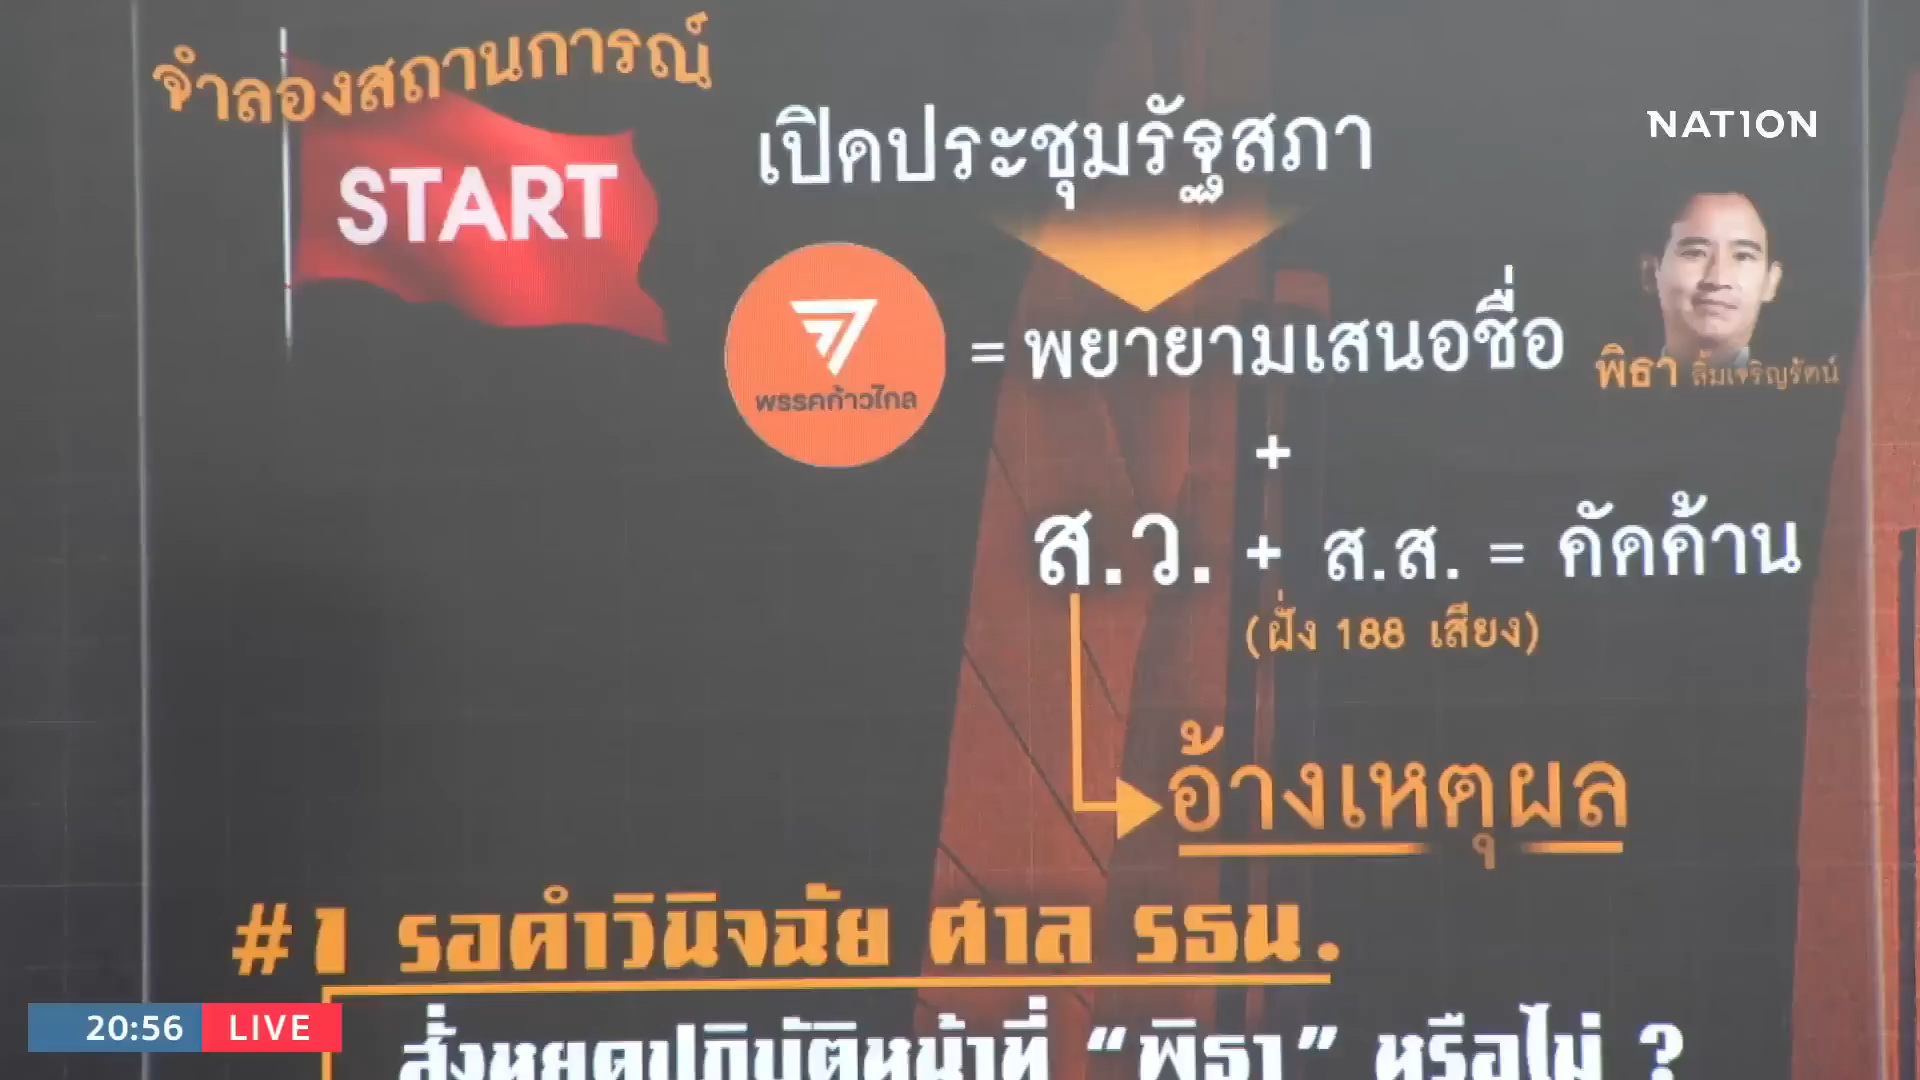 จำลองสถานการณ์
START
เปิดประชุมรัฐสภา
NATION
พรรคก้าวไกล
= พยายามเสนอชื่อ
พิธา ลิ้มเจริญรัตน์
+
ส.ว. + ส.ส. = คัดค้าน
(ฝั่ง 188 เสียง)
อ้างเหตุผล
#1 รอคำวินิจฉัย ศาล รธน.
สั่งหยุดปฏิบัติหน้าที่ “พิธา” หรือไม่ ?
20:56 LIVE